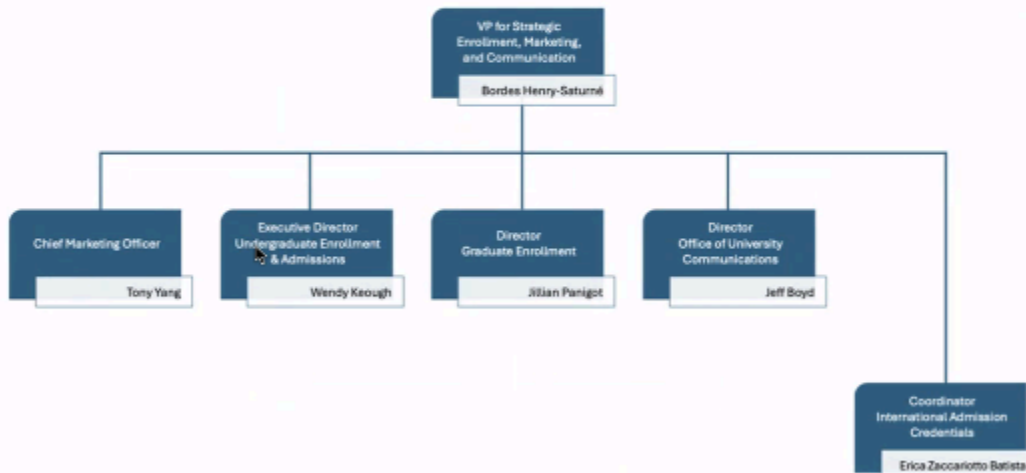 VP for Strategic
Enrollment, Marketing,
and Communication
Bordes Henry-Saturné
Chief Marketing Officer
Tony Yang
Executive Director
Undergraduate Enrollment
& Admissions
Wendy Keough
Director
Graduate Enrollment
Jillian Panigot
Director
Office of University
Communications
Jeff Boyd
Coordinator
International Admission
Credentials
Erica Zaccariotto Batista